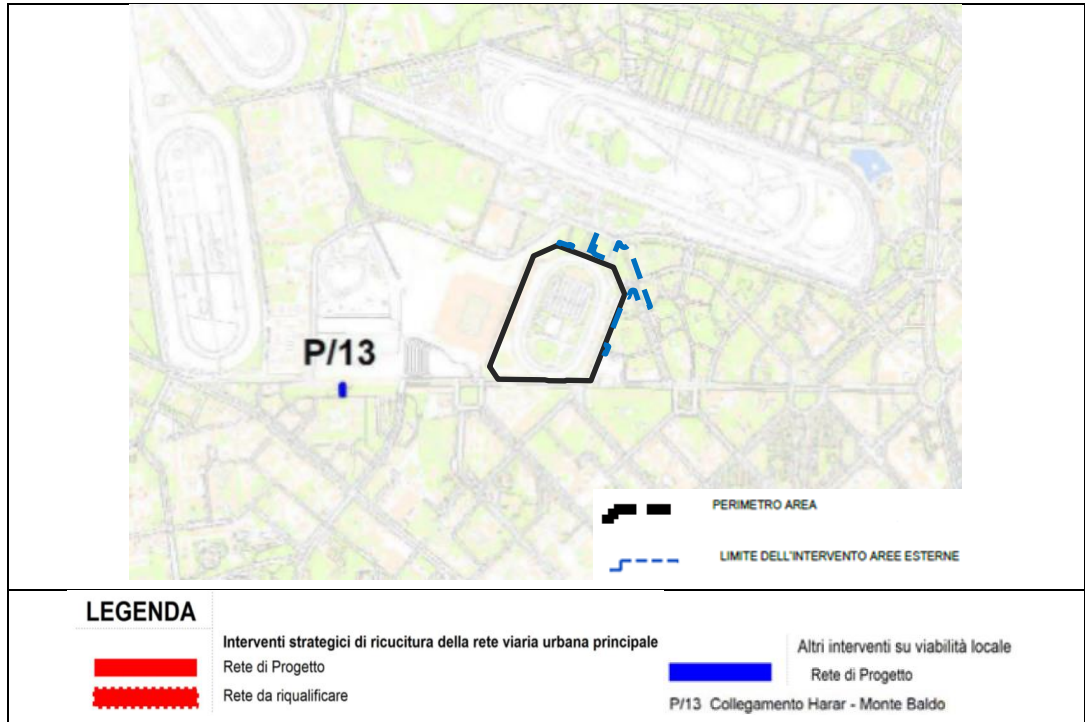 P/13
PERIMETRO AREA
LIMITE DELL'INTERVENTO AREE ESTERNE
LEGENDA
Interventi strategici di ricucitura della rete viaria urbana principale
Rete di Progetto
Rete da riqualificare
Altri interventi su viabilità locale
Rete di Progetto
P/13 Collegamento Harar - Monte Baldo